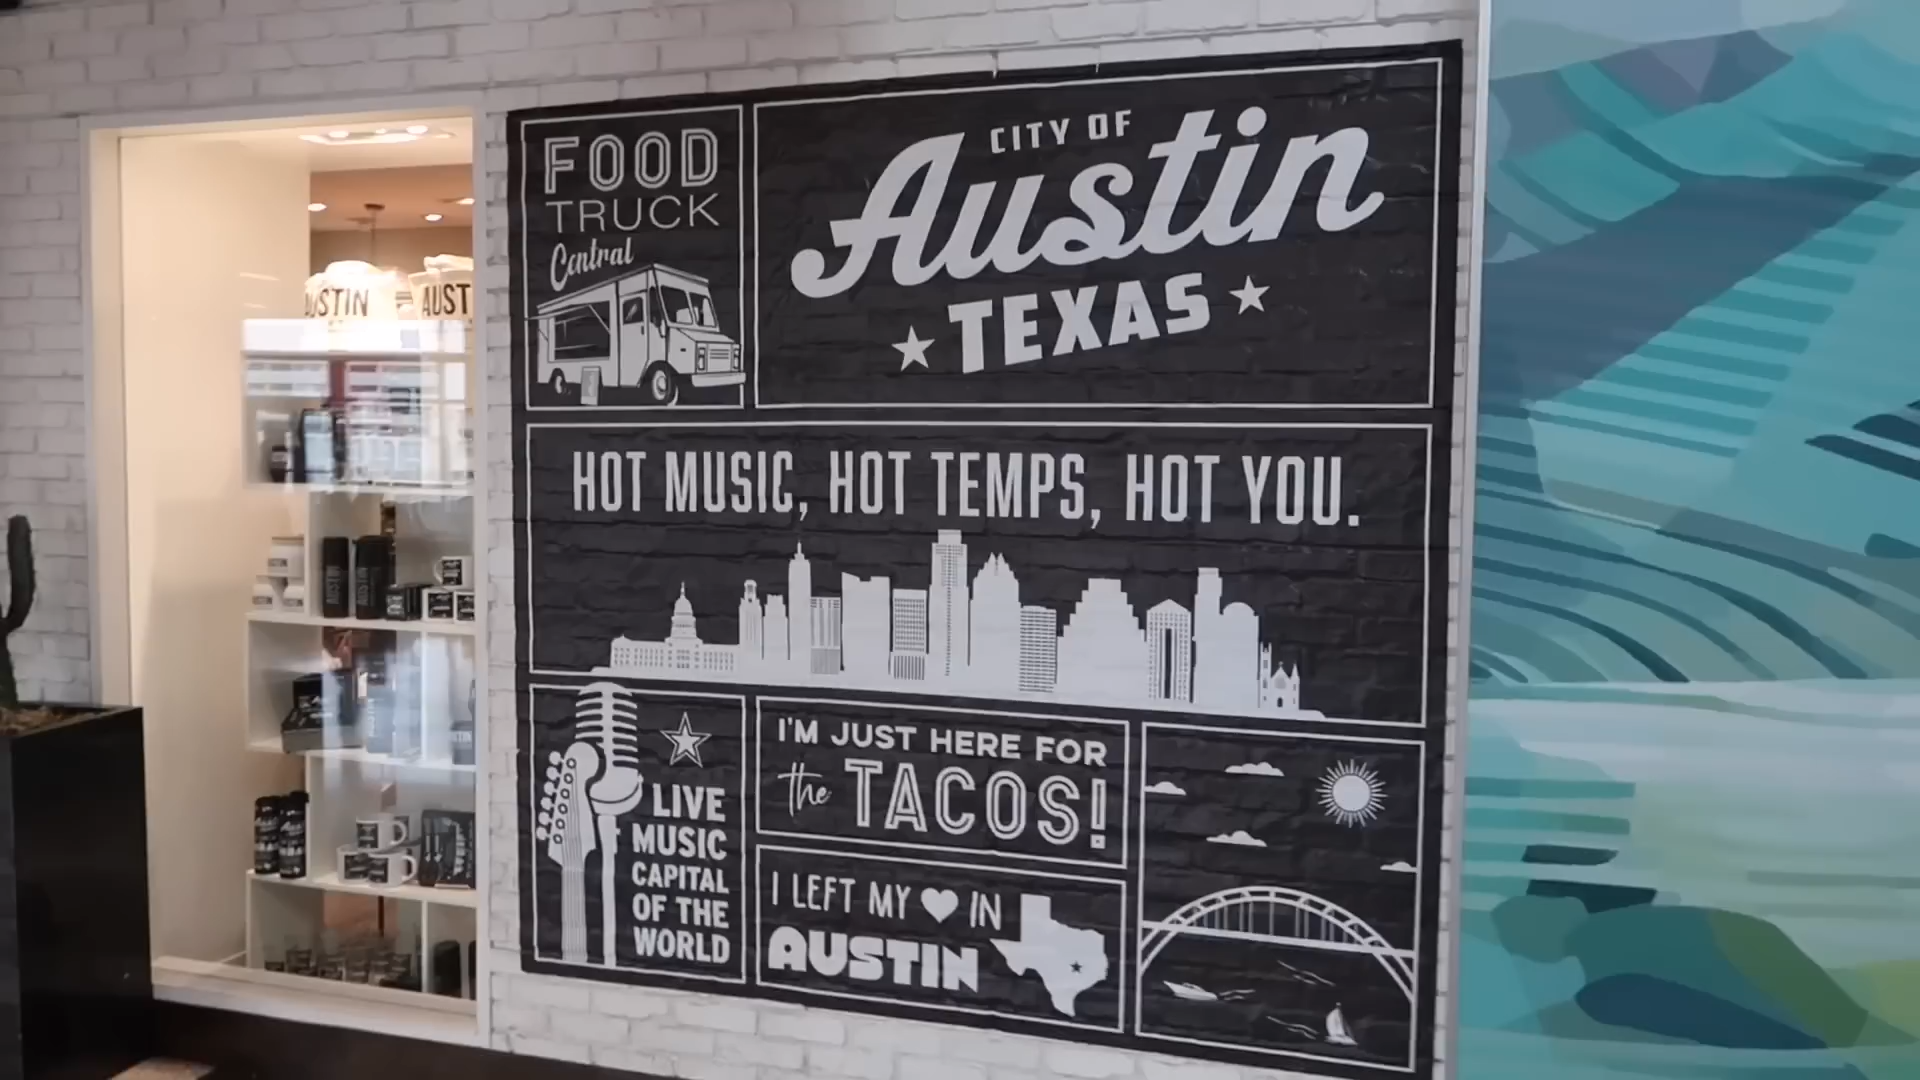 FOOD
TRUCK
Central
CITY OF
Austin
TEXAS
HOT MUSIC, HOT TEMPS, HOT YOU.
LIVE
MUSIC
CAPITAL
OF THE
WORLD
I'M JUST HERE FOR
the TACOS!
I LEFT MY IN
AUSTIN
AUSTIN